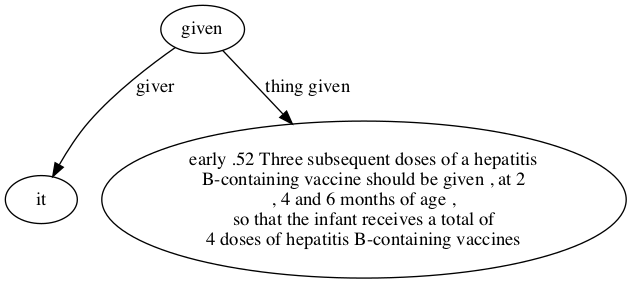 given
giver
thing given
it
early .52 Three subsequent doses of a hepatitis
B-containing vaccine should be given , at 2
, 4 and 6 months of age ,
so that the infant receives a total of
4 doses of hepatitis B-containing vaccines